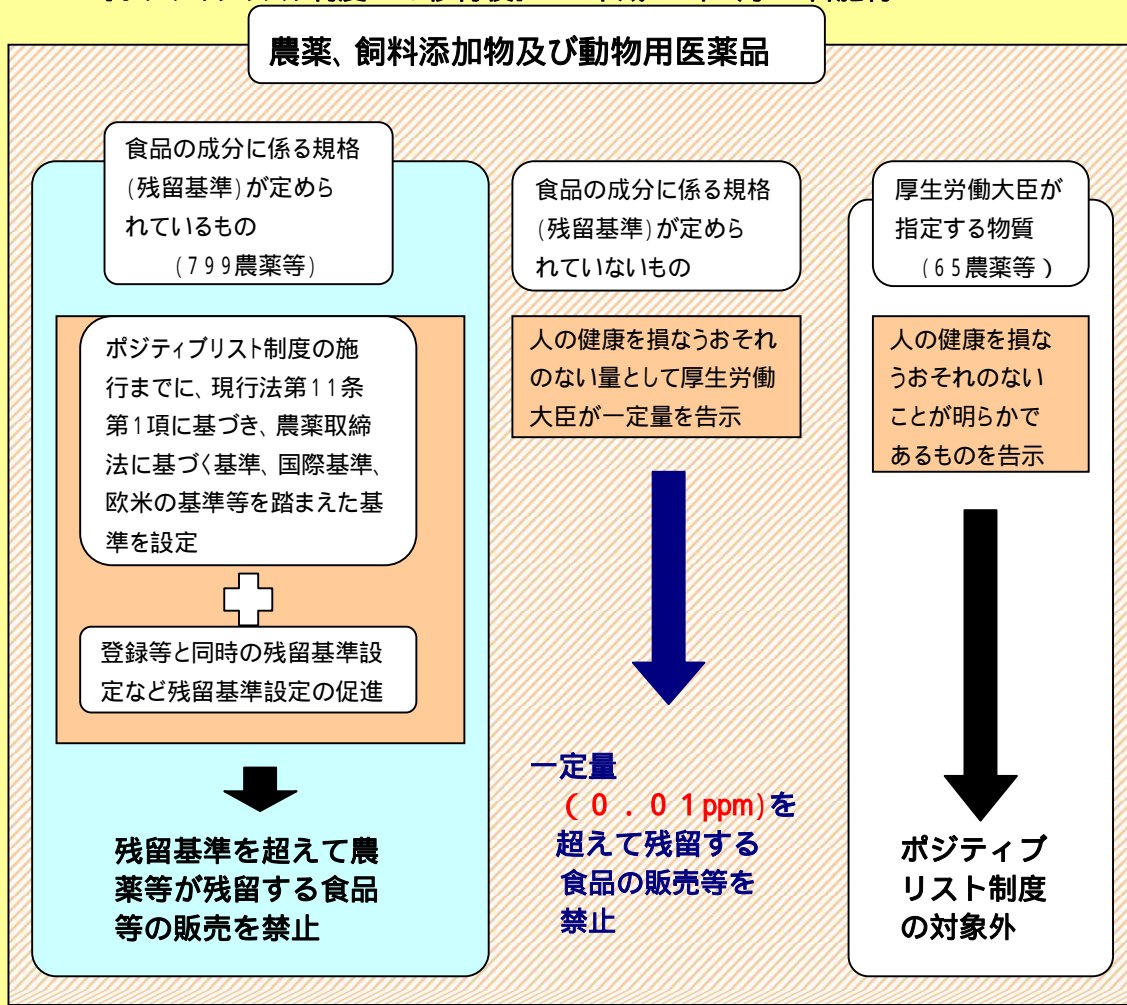 農薬、飼料添加物及び動物用医薬品
食品の成分に係る規格
(残留基準)が定めら
れているもの
(799農薬等)
ポジティブリスト制度の施
行までに、現行法第11条
第1項に基づき、農薬取締
法に基づく基準、国際基準、
欧米の基準等を踏まえた基
準を設定
登録等と同時の残留基準設
定など残留基準設定の促進
残留基準を超えて農
薬等が残留する食品
等の販売を禁止
食品の成分に係る規格
(残留基準)が定めら
れていないもの
人の健康を損なうおそれ
のない量として厚生労働
大臣が一定量を告示
一定量
(0.01ppm)を
超えて残留する
食品の販売等を
禁止
厚生労働大臣が
指定する物質
(65農薬等)
人の健康を損な
うおそれのない
ことが明らかで
あるものを告示
ポジティブ
リスト制度
の対象外